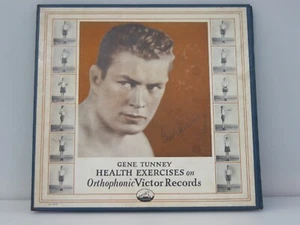 GENE TUNNEY
HEALTH EXERCISES on
Orthophonic Victor Records